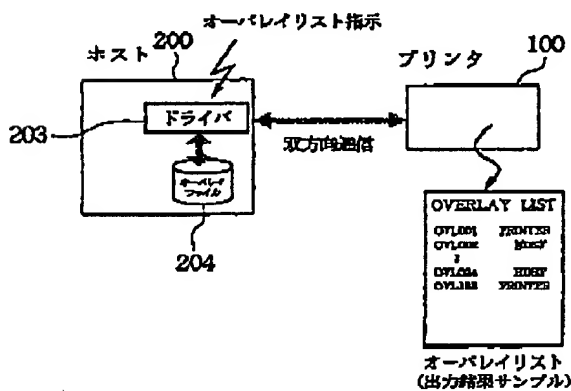 オーバレイリスト指示
ホスト
200
プリンタ
100
203
ドライバ
双方向通信
オーバレイ
ファイル
204
OVERLAY LIST
OVL001 PRINTER
OVL002 HOST
HOST
PRINTER
オーバレイリスト
(出力結果サンプル)